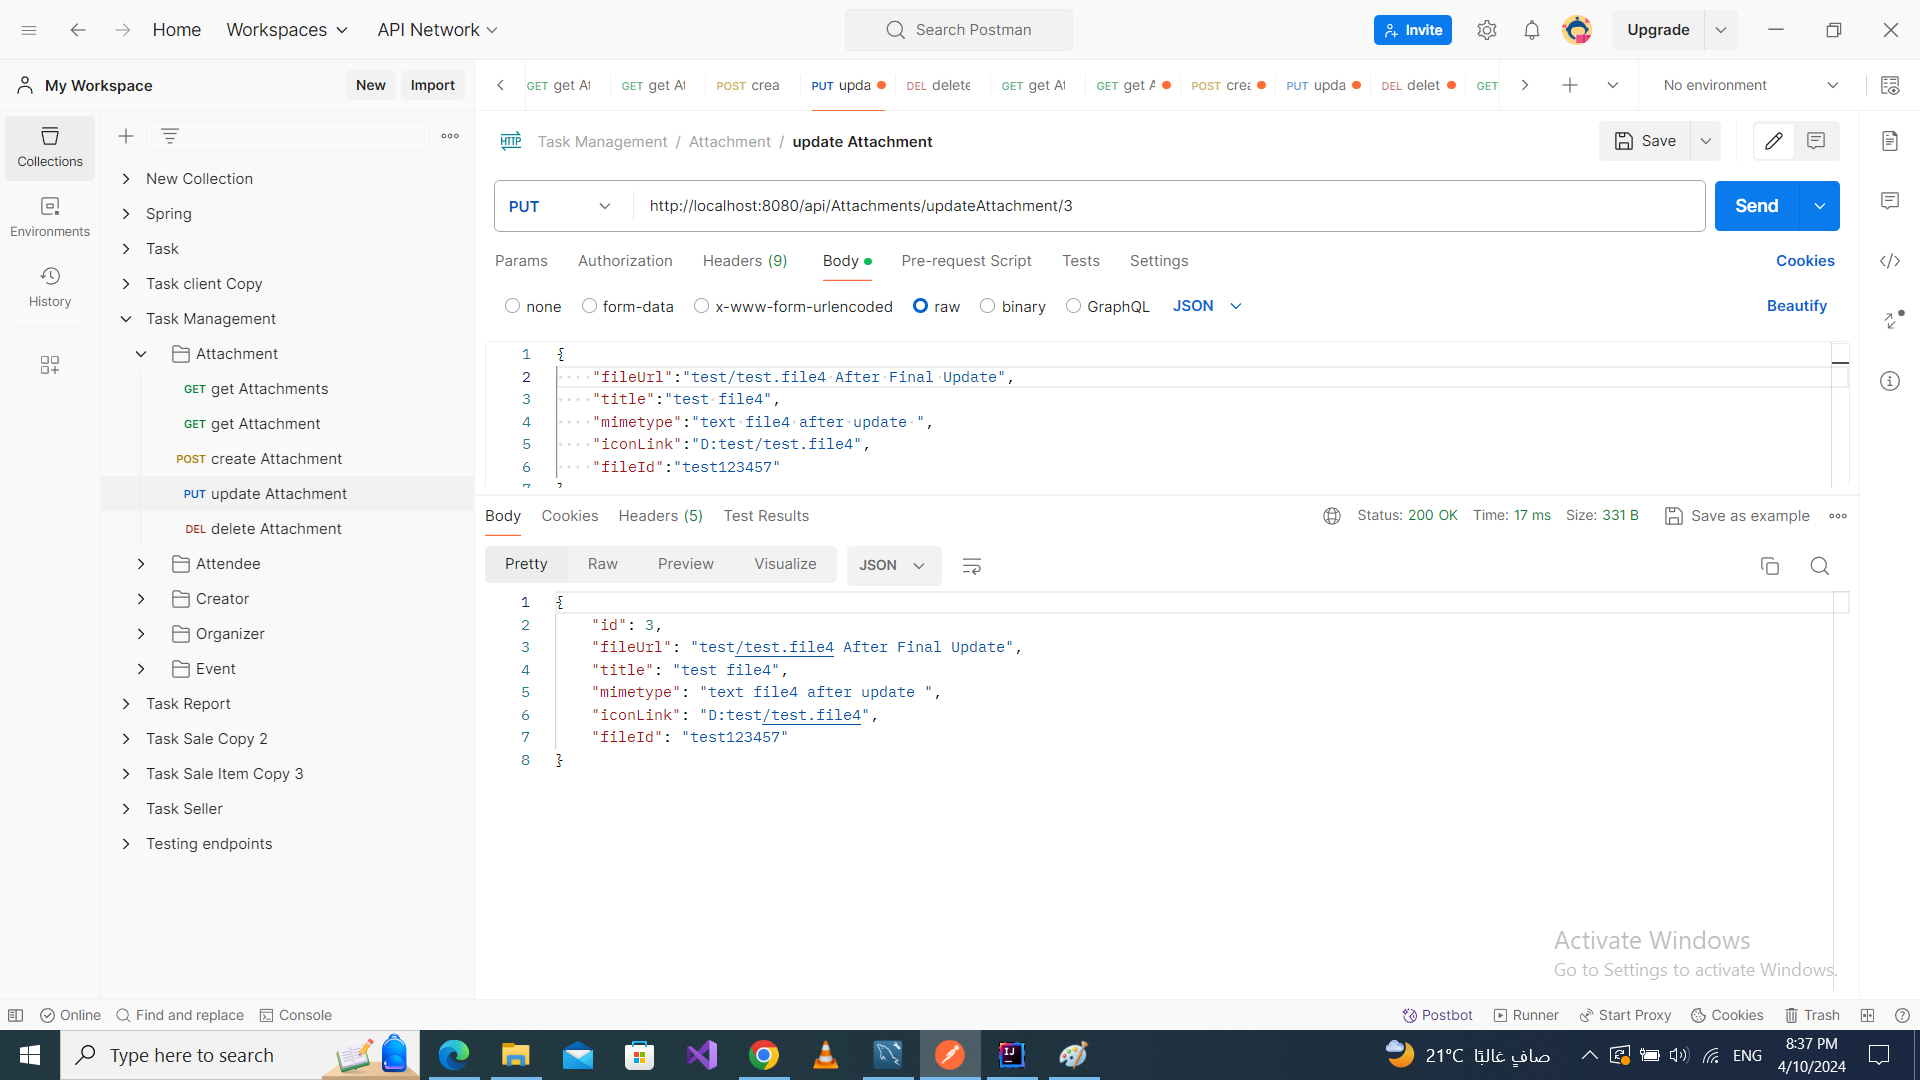 Home Workspaces API Network Search Postman Invite Upgrade
My Workspace New Import GET get At GET get At POST crea PUT upda DEL delete GET get At GET get A POST crea PUT upda DEL delet GET No environment
Task Management / Attachment / update Attachment Save
PUT http://localhost:8080/api/Attachments/updateAttachment/3 Send
Params Authorization Headers (9) Body Pre-request Script Tests Settings Cookies
none form-data x-www-form-urlencoded raw binary GraphQL JSON Beautify
1 {
2 "fileUrl":"test/test.file4 After Final Update",
3 "title":"test file4",
4 "mimetype":"text file4 after update ",
5 "iconLink":"D:test/test.file4",
6 "fileId":"test123457"
7 }
Body Cookies Headers (5) Test Results Status: 200 OK Time: 17 ms Size: 331 B Save as example
Pretty Raw Preview Visualize JSON
1 {
2 "id": 3,
3 "fileUrl": "test/test.file4 After Final Update",
4 "title": "test file4",
5 "mimetype": "text file4 after update ",
6 "iconLink": "D:test/test.file4",
7 "fileId": "test123457"
8 }
Collections
Environments
History
New Collection
Spring
Task
Task client Copy
Task Management
Attachment
GET get Attachments
GET get Attachment
POST create Attachment
PUT update Attachment
DEL delete Attachment
Attendee
Creator
Organizer
Event
Task Report
Task Sale Copy 2
Task Sale Item Copy 3
Task Seller
Testing endpoints
Activate Windows
Go to Settings to activate Windows.
Online Find and replace Console Postbot Runner Start Proxy Cookies Trash
Type here to search 21°C صافٍ غالبًا ENG 8:37 PM
4/10/2024